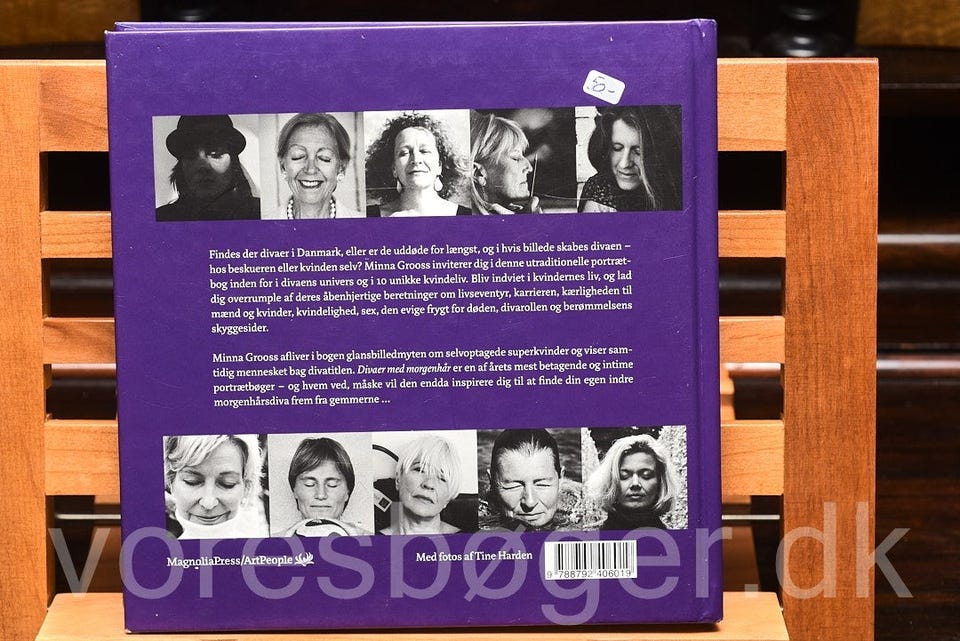 5-
Findes der divaer i Danmark, eller er de uddøde for længst, og i hvis billede skabes divaen –
hos beskueren eller kvinden selv? Minna Grooss inviterer dig i denne utraditionelle portræt-
bog inden for i divaens univers og i 10 unikke kvindeliv. Bliv indviet i kvindernes liv, og lad
dig overrumple af deres åbenhjertige beretninger om livseventyr, karrieren, kærligheden til
mænd og kvinder, kvindelighed, sex, den evige frygt for døden, divarollen og berømmelsens
skyggesider.
Minna Grooss afliver i bogen glansbilledmyten om selvoptagede superkvinder og viser sam-
tidig mennesket bag divatitlen. Divaer med morgenhår er en af årets mest betagende og intime
portrætbøger – og hvem ved, måske vil den endda inspirere dig til at finde din egen indre
morgenhårsdiva frem fra gemmerne ...
MagnoliaPress/ArtPeople
Med fotos af Tine Harden
9 788792 406019
voresbøger.dk